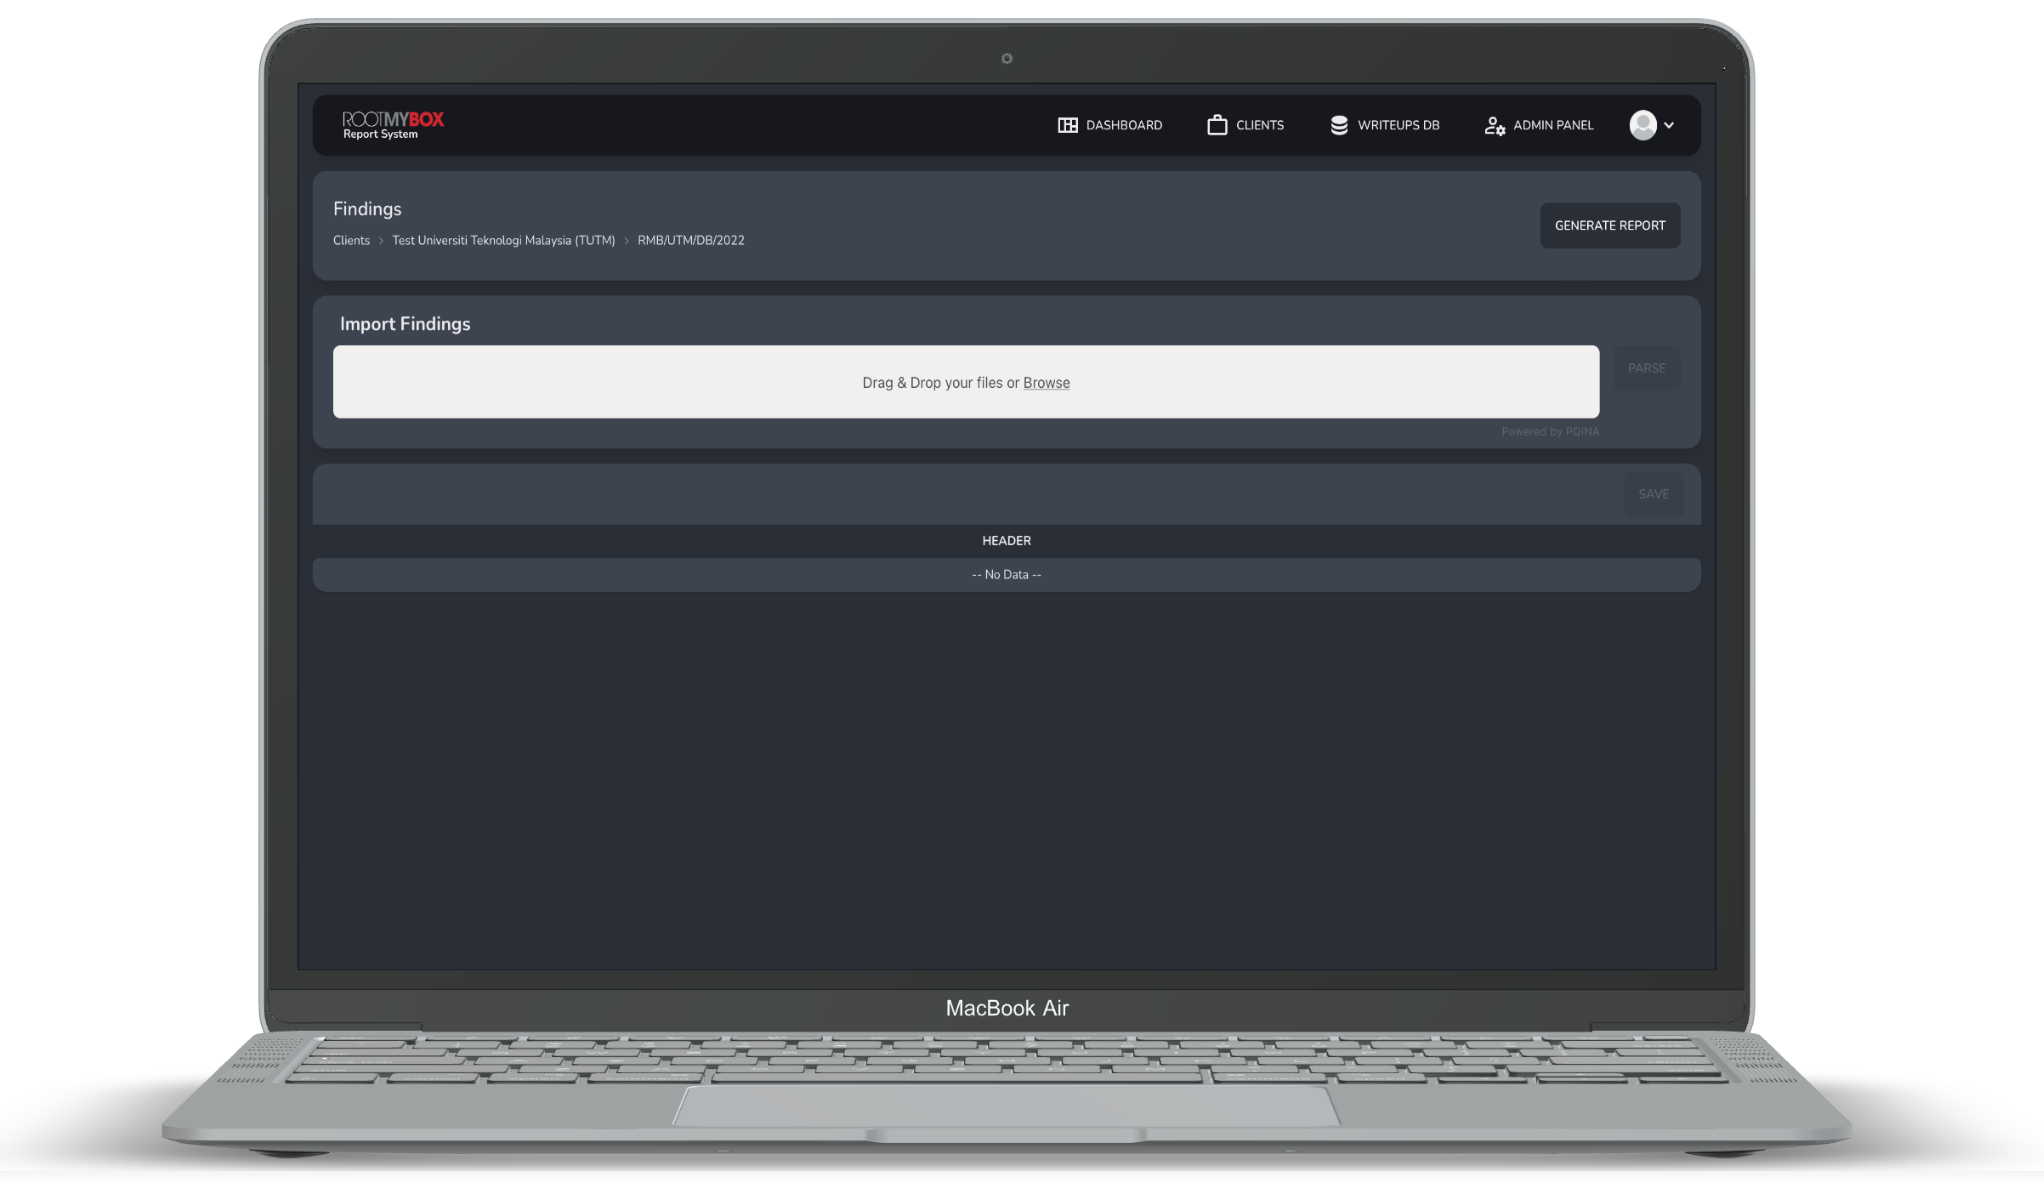 ROOTMYBOX
Report System
DASHBOARD
CLIENTS
WRITEUPS DB
ADMIN PANEL
Findings
Clients > Test Universiti Teknologi Malaysia (TUTM) > RMB/UTM/DB/2022
GENERATE REPORT
Import Findings
Drag & Drop your files or Browse
PARSE
Powered by PQINA
SAVE
HEADER
-- No Data --
MacBook Air